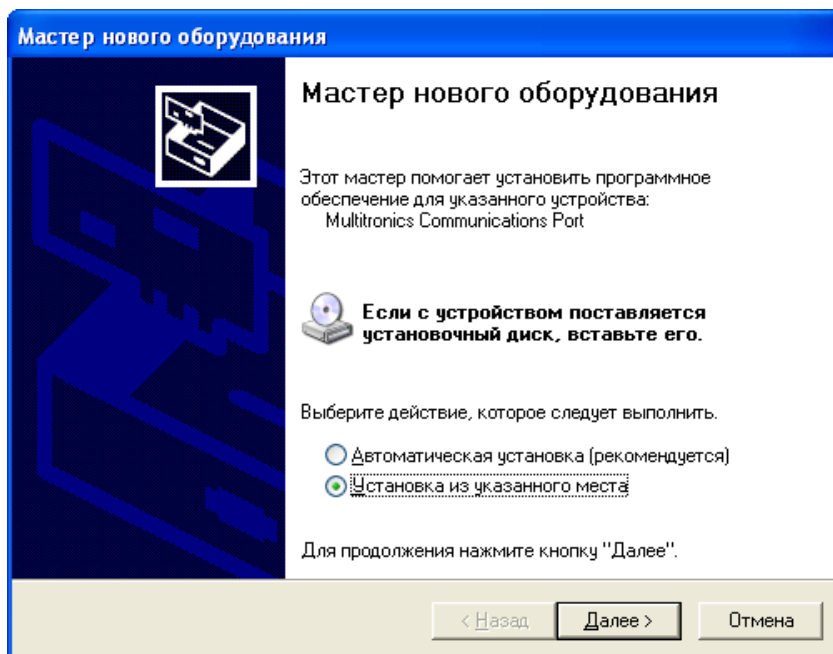 Мастер нового оборудования
Мастер нового оборудования
Этот мастер помогает установить программное
обеспечение для указанного устройства:
Multitronics Communications Port
Если с устройством поставляется
установочный диск, вставьте его.
Выберите действие, которое следует выполнить.
Автоматическая установка (рекомендуется)
Установка из указанного места
Для продолжения нажмите кнопку "Далее".
< Назад Далее > Отмена